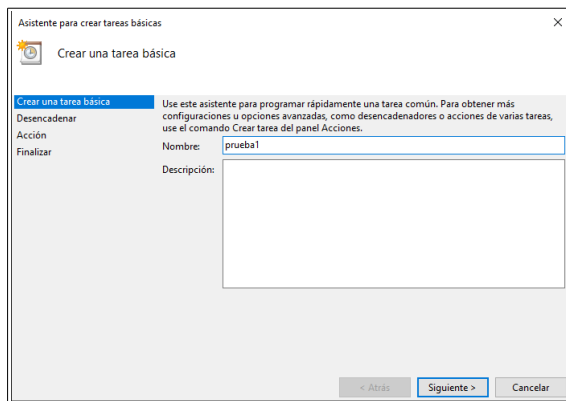 Asistente para crear tareas básicas
Crear una tarea básica
Crear una tarea básica
Desencadenar
Acción
Finalizar
Use este asistente para programar rápidamente una tarea común. Para obtener más
configuraciones u opciones avanzadas, como desencadenadores o acciones de varias tareas,
use el comando Crear tarea del panel Acciones.
Nombre: prueba1
Descripción:
< Atrás Siguiente > Cancelar